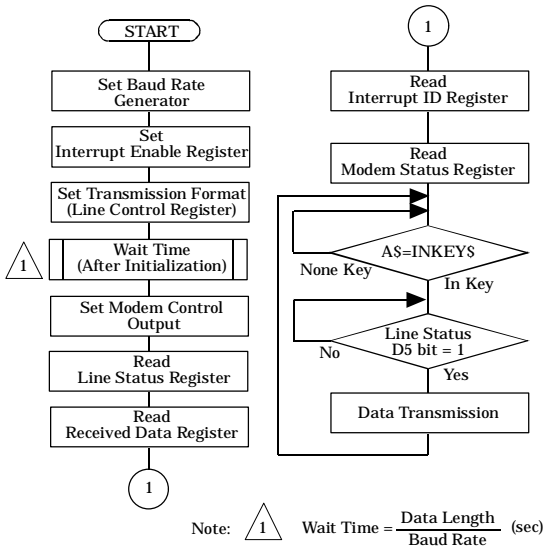 START
Set Baud Rate
Generator
Set
Interrupt Enable Register
Set Transmission Format
(Line Control Register)
1
Wait Time
(After Initialization)
Set Modem Control
Output
Read
Line Status Register
Read
Received Data Register
1
1
Read
Interrupt ID Register
Read
Modem Status Register
A$=INKEY$
None Key
In Key
Line Status
D5 bit = 1
No
Yes
Data Transmission
Note: 1 Wait Time = Data Length (sec)
Baud Rate